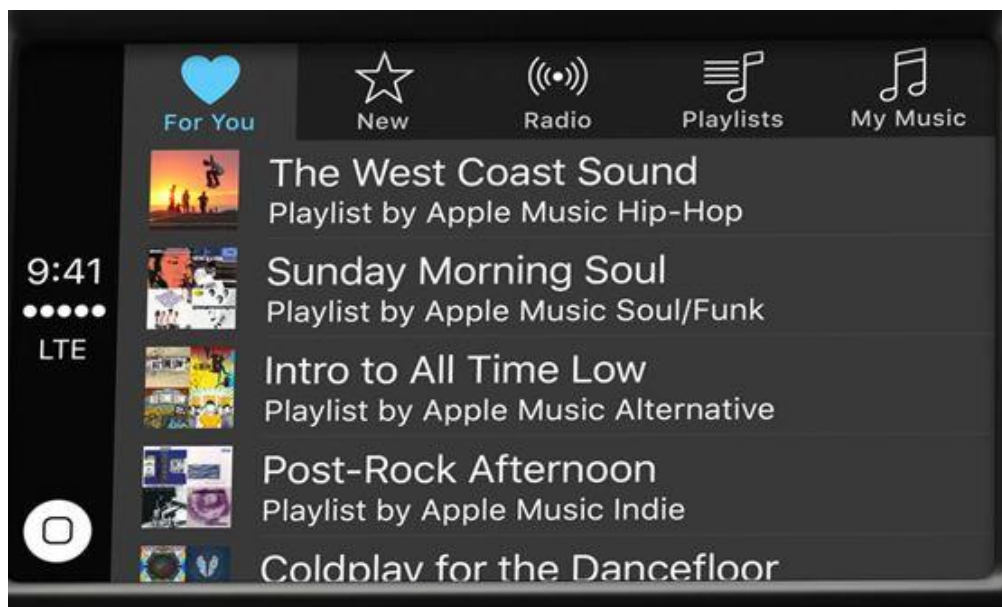 For You
New
Radio
Playlists
My Music
9:41
LTE
The West Coast Sound
Playlist by Apple Music Hip-Hop
Sunday Morning Soul
Playlist by Apple Music Soul/Funk
Intro to All Time Low
Playlist by Apple Music Alternative
Post-Rock Afternoon
Playlist by Apple Music Indie
Coldplay for the Dancefloor